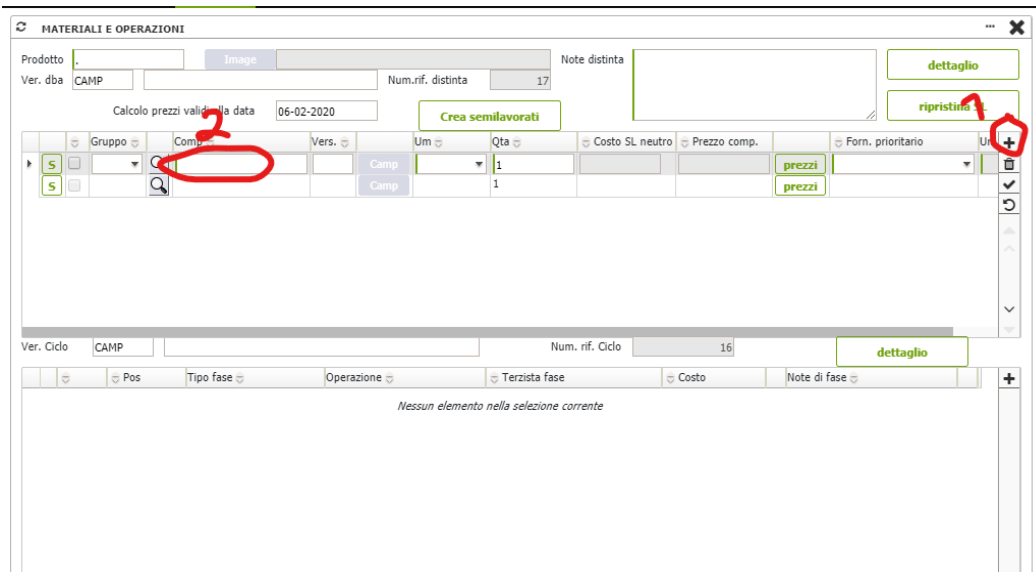 MATERIALI E OPERAZIONI
Prodotto . Image Note distinta dettaglio
Ver. dba CAMP Num.rif. distinta 17
Calcolo prezzi validi alla data 06-02-2020 Crea semilavorati ripristina SL 1
2
Gruppo Comp Vers. Um Qta Costo SL neutro Prezzo comp. Forn. prioritario Um +
S Camp 1 prezzi
S Camp 1 prezzi
Ver. Ciclo CAMP Num. rif. Ciclo 16 dettaglio
Pos Tipo fase Operazione Terzista fase Costo Note di fase +
Nessun elemento nella selezione corrente